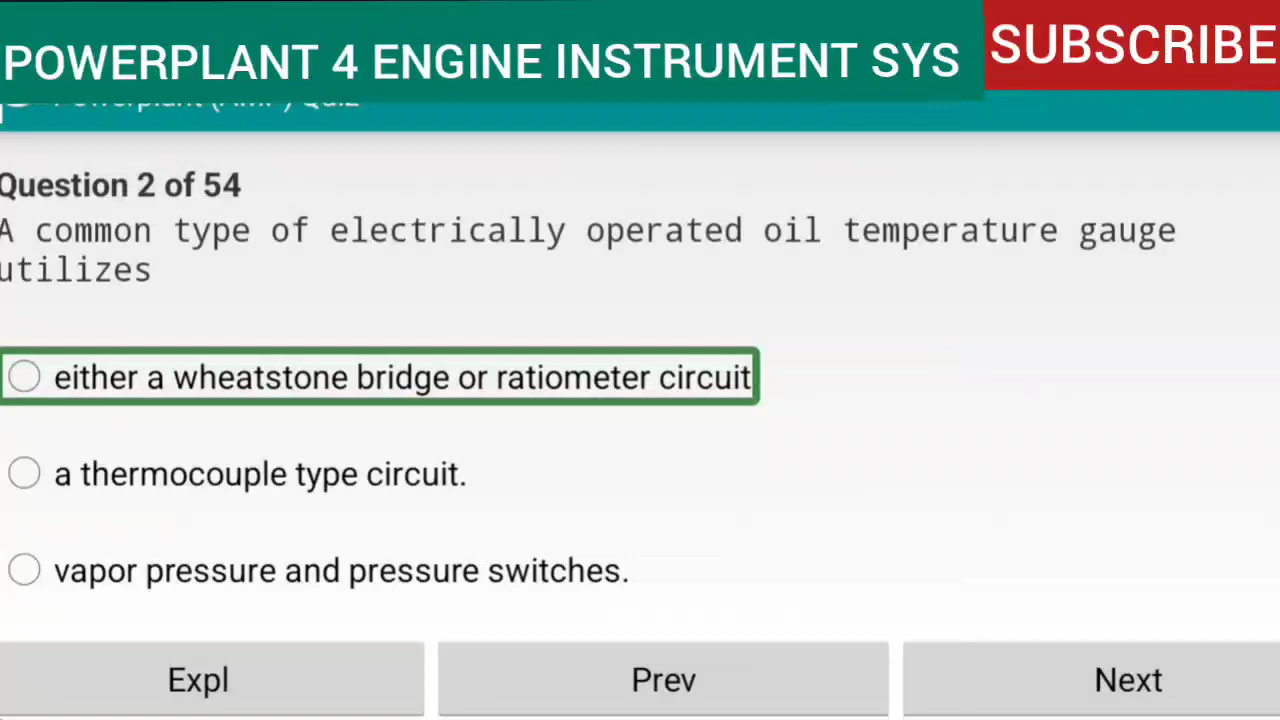 POWERPLANT 4 ENGINE INSTRUMENT SYS
SUBSCRIBE
Question 2 of 54
A common type of electrically operated oil temperature gauge
utilizes
either a wheatstone bridge or ratiometer circuit
a thermocouple type circuit.
vapor pressure and pressure switches.
Expl
Prev
Next